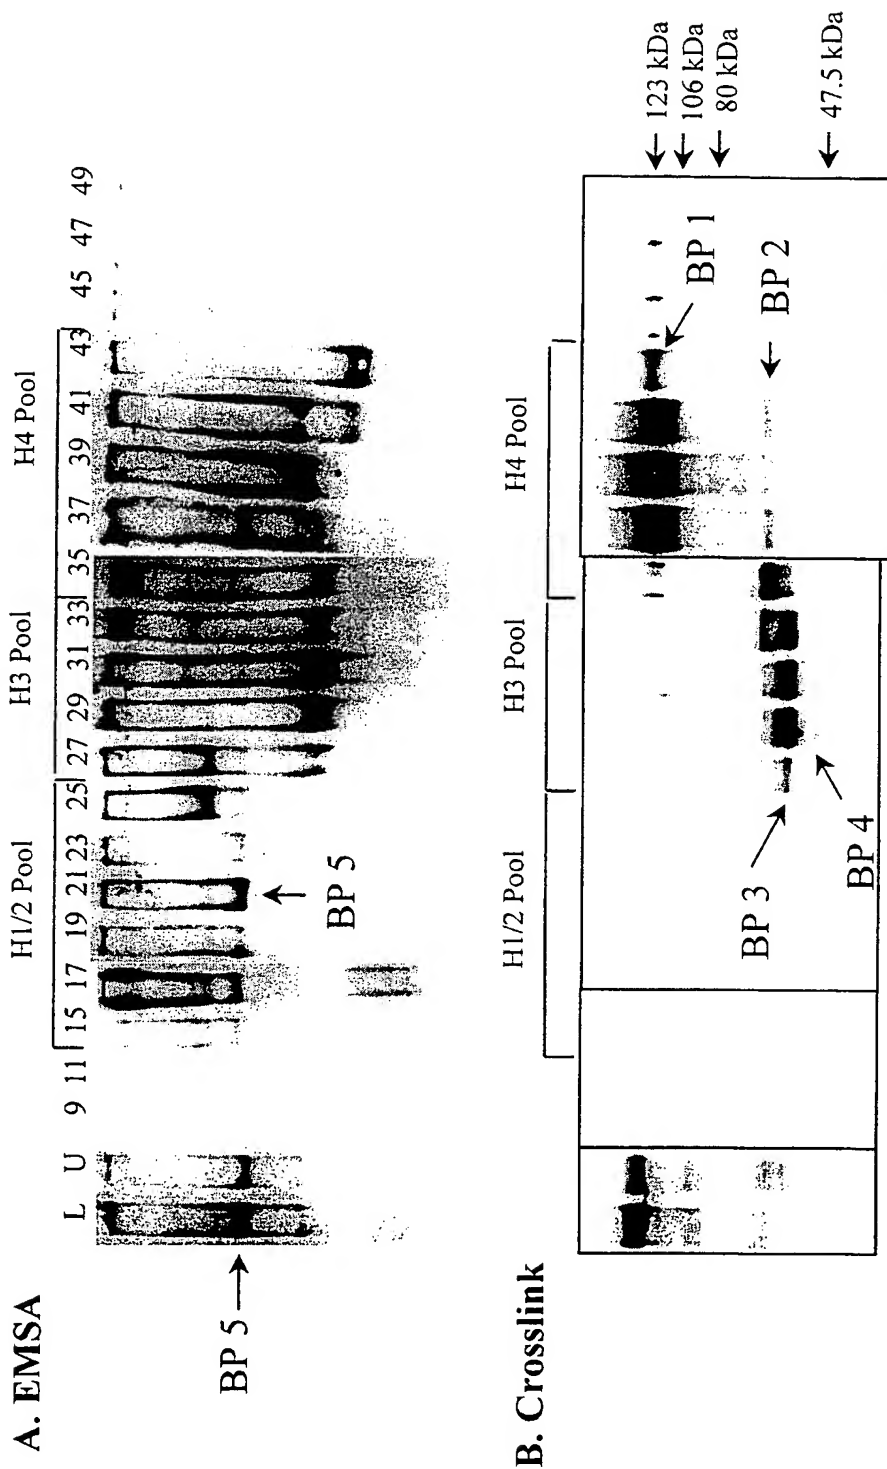 A. EMSA
H1/2 Pool H3 Pool H4 Pool
L U 9 11 15 17 19 21 23 25 27 29 31 33 35 37 39 41 43 45 47 49
BP 5
BP 5
B. Crosslink
H1/2 Pool H3 Pool H4 Pool
123 kDa
106 kDa
80 kDa
47.5 kDa
BP 1
BP 2
BP 3
BP 4